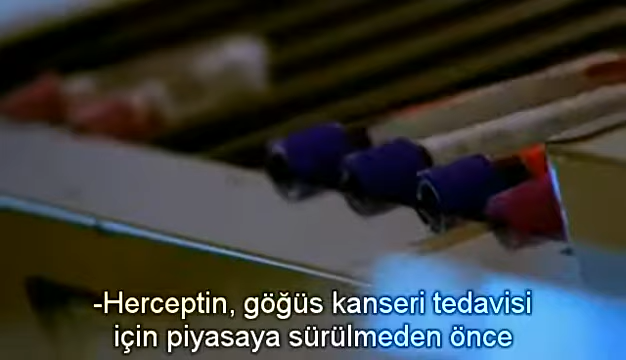 -Herceptin, göğüs kanseri tedavisi
için piyasaya sürülmeden önce